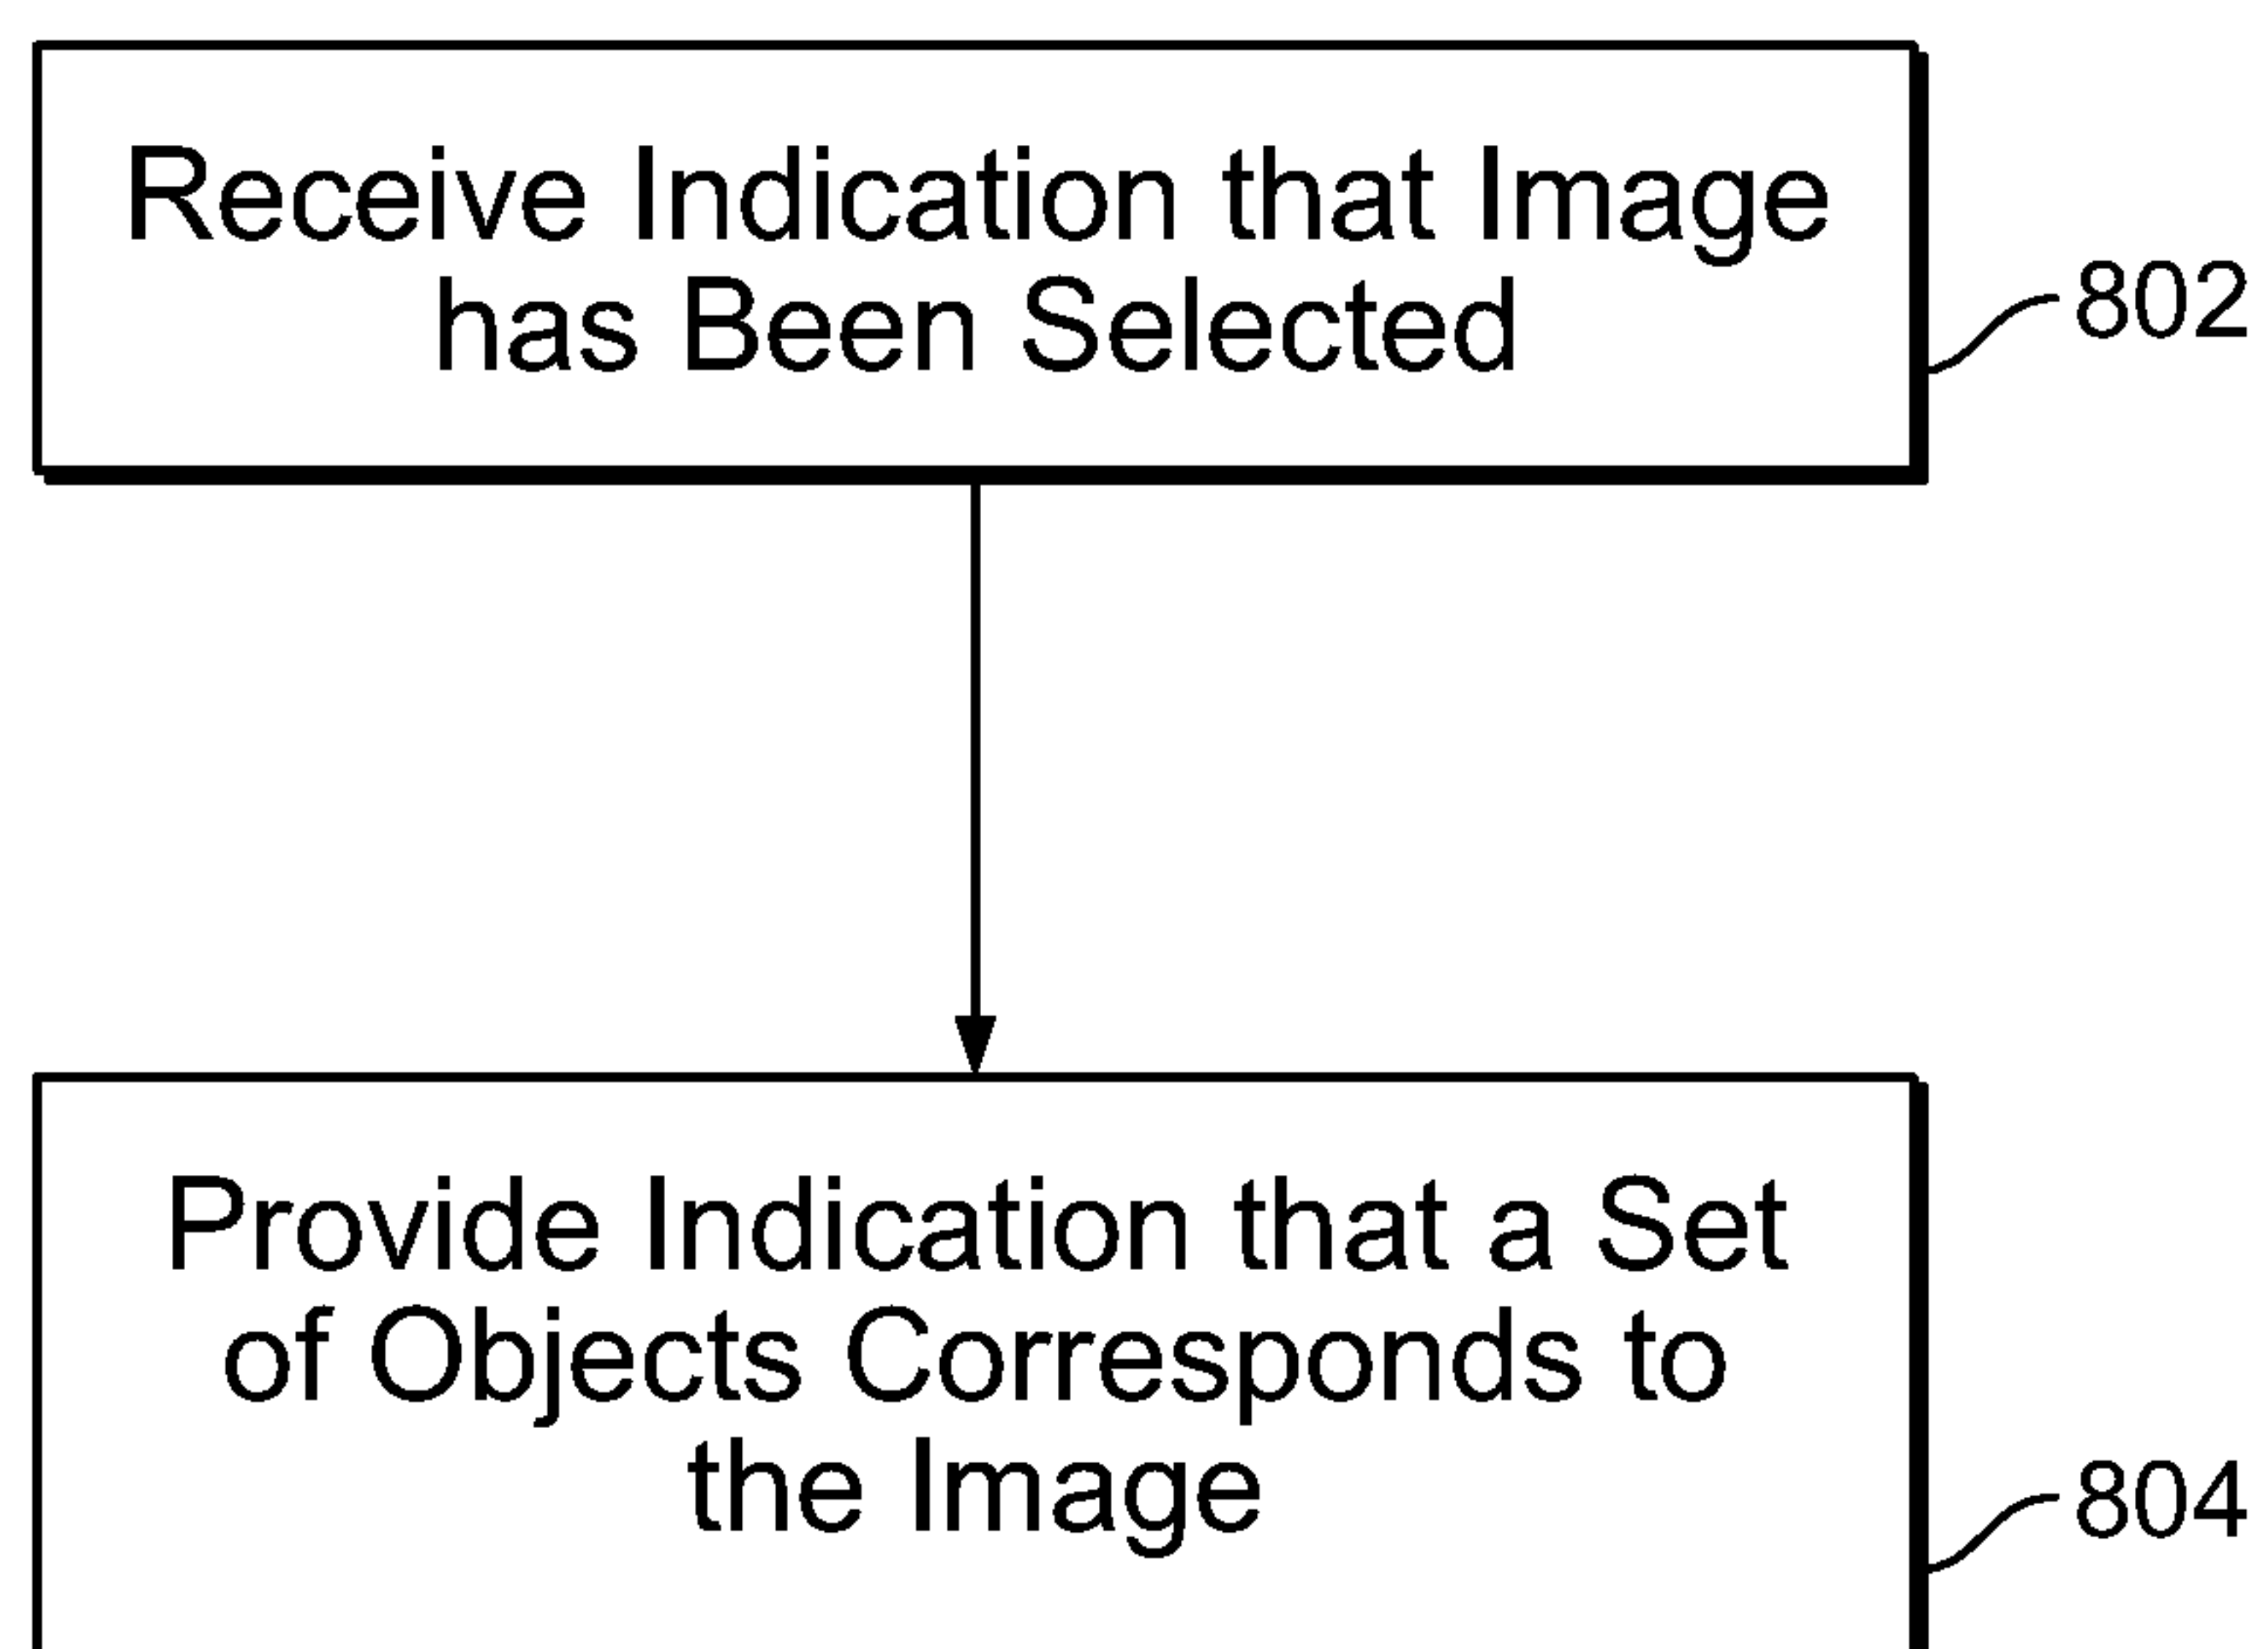 Receive Indication that Image
has Been Selected
802
Provide Indication that a Set
of Objects Corresponds to
the Image
804